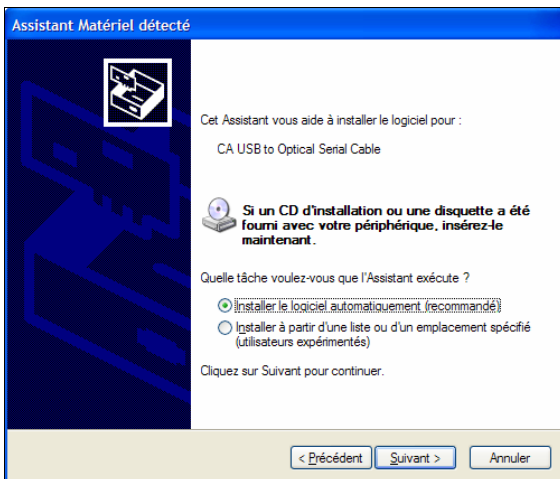 Assistant Matériel détecté
Cet Assistant vous aide à installer le logiciel pour :
CA USB to Optical Serial Cable
Si un CD d'installation ou une disquette a été
fourni avec votre périphérique, insérez-le
maintenant.
Quelle tâche voulez-vous que l'Assistant exécute ?
Installer le logiciel automatiquement (recommandé)
Installer à partir d'une liste ou d'un emplacement spécifié
(utilisateurs expérimentés)
Cliquez sur Suivant pour continuer.
< Précédent
Suivant >
Annuler